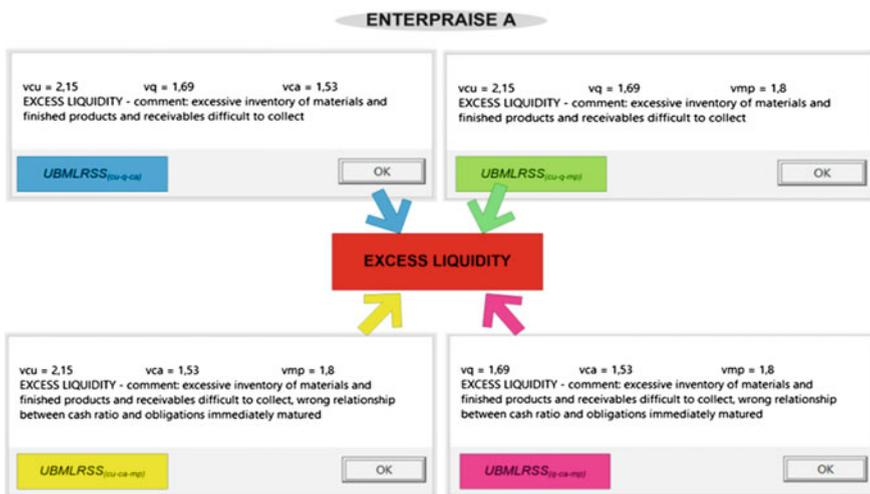 ENTERPRAISE A
vcu = 2,15 vq = 1,69 vca = 1,53
EXCESS LIQUIDITY - comment: excessive inventory of materials and
finished products and receivables difficult to collect
UBMLRSS(cu-q-ca)
OK
vcu = 2,15 vq = 1,69 vmp = 1,8
EXCESS LIQUIDITY - comment: excessive inventory of materials and
finished products and receivables difficult to collect
UBMLRSS(cu-q-mp)
OK
EXCESS LIQUIDITY
vcu = 2,15 vca = 1,53 vmp = 1,8
EXCESS LIQUIDITY - comment: excessive inventory of materials and
finished products and receivables difficult to collect, wrong relationship
between cash ratio and obligations immediately matured
UBMLRSS(cu-ca-mp)
OK
vq = 1,69 vca = 1,53 vmp = 1,8
EXCESS LIQUIDITY - comment: excessive inventory of materials and
finished products and receivables difficult to collect, wrong relationship
between cash ratio and obligations immediately matured
UBMLRSS(q-ca-mp)
OK